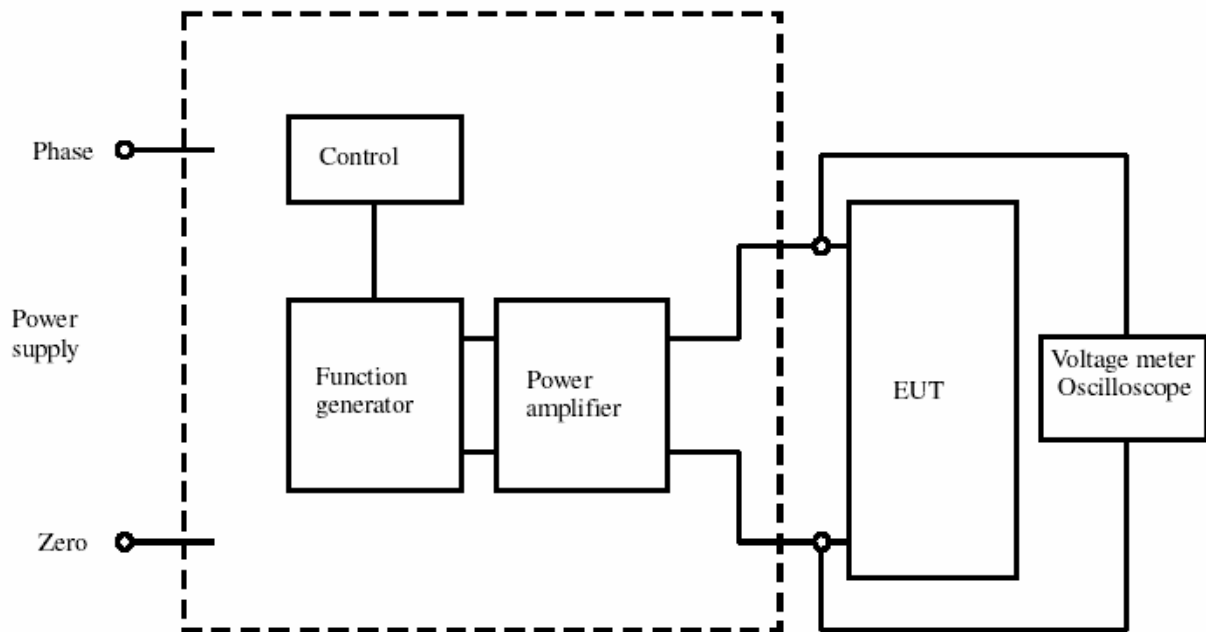 Phase
Control
Power
supply
Function
generator
Power
amplifier
EUT
Voltage meter
Oscilloscope
Zero